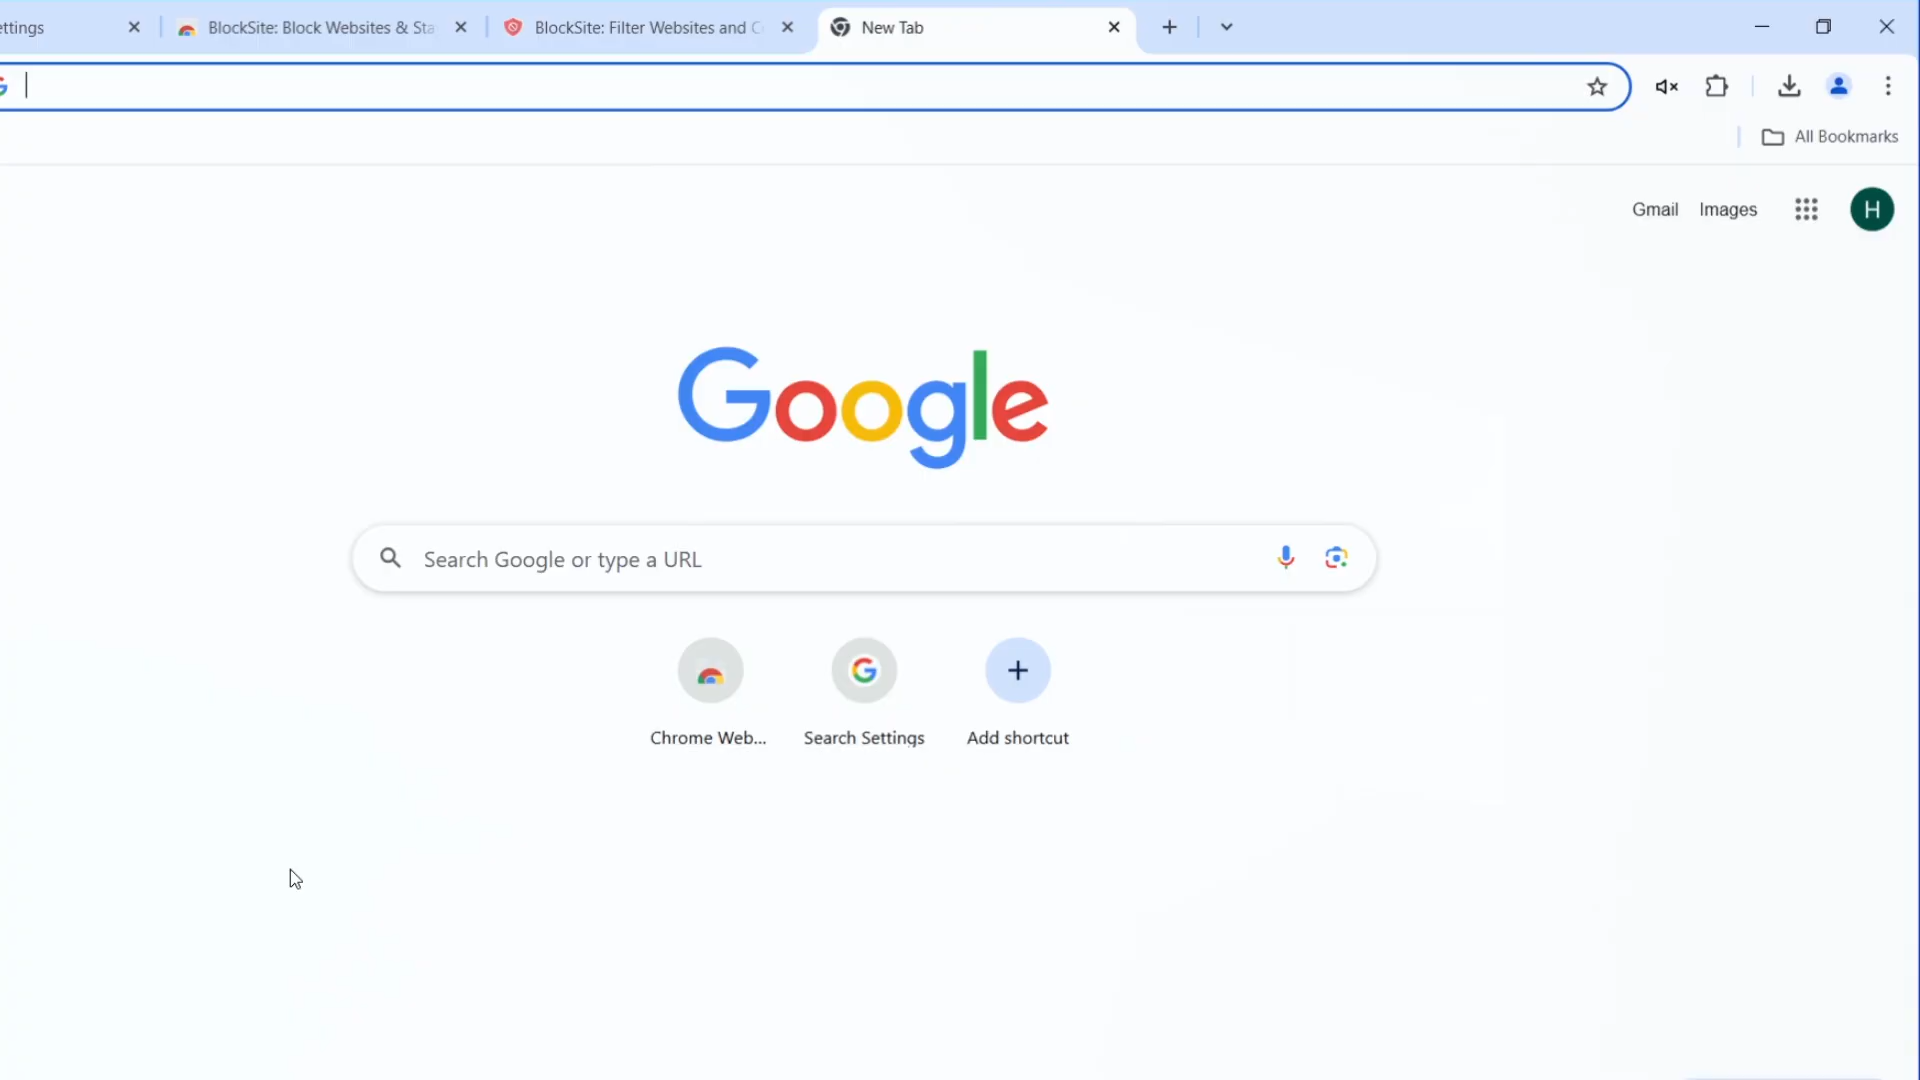 ettings
BlockSite: Block Websites & Sta
BlockSite: Filter Websites and C
New Tab
All Bookmarks
Gmail
Images
H
Google
Search Google or type a URL
Chrome Web...
Search Settings
Add shortcut